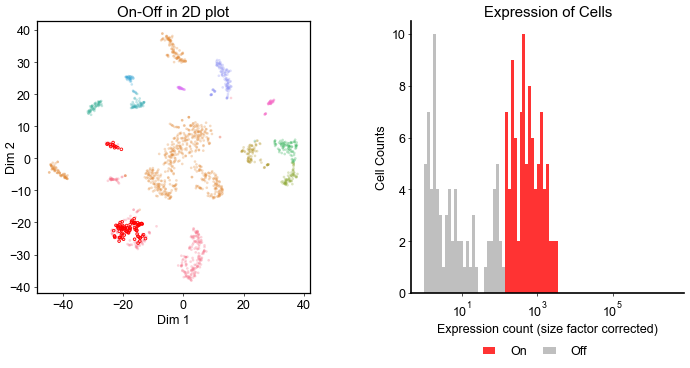 On-Off in 2D plot
Dim 2
40
30
20
10
0
−10
−20
−30
−40
−40
−20
0
20
40
Dim 1
Expression of Cells
Cell Counts
10
8
6
4
2
0
10^1
10^3
10^5
Expression count (size factor corrected)
On
Off